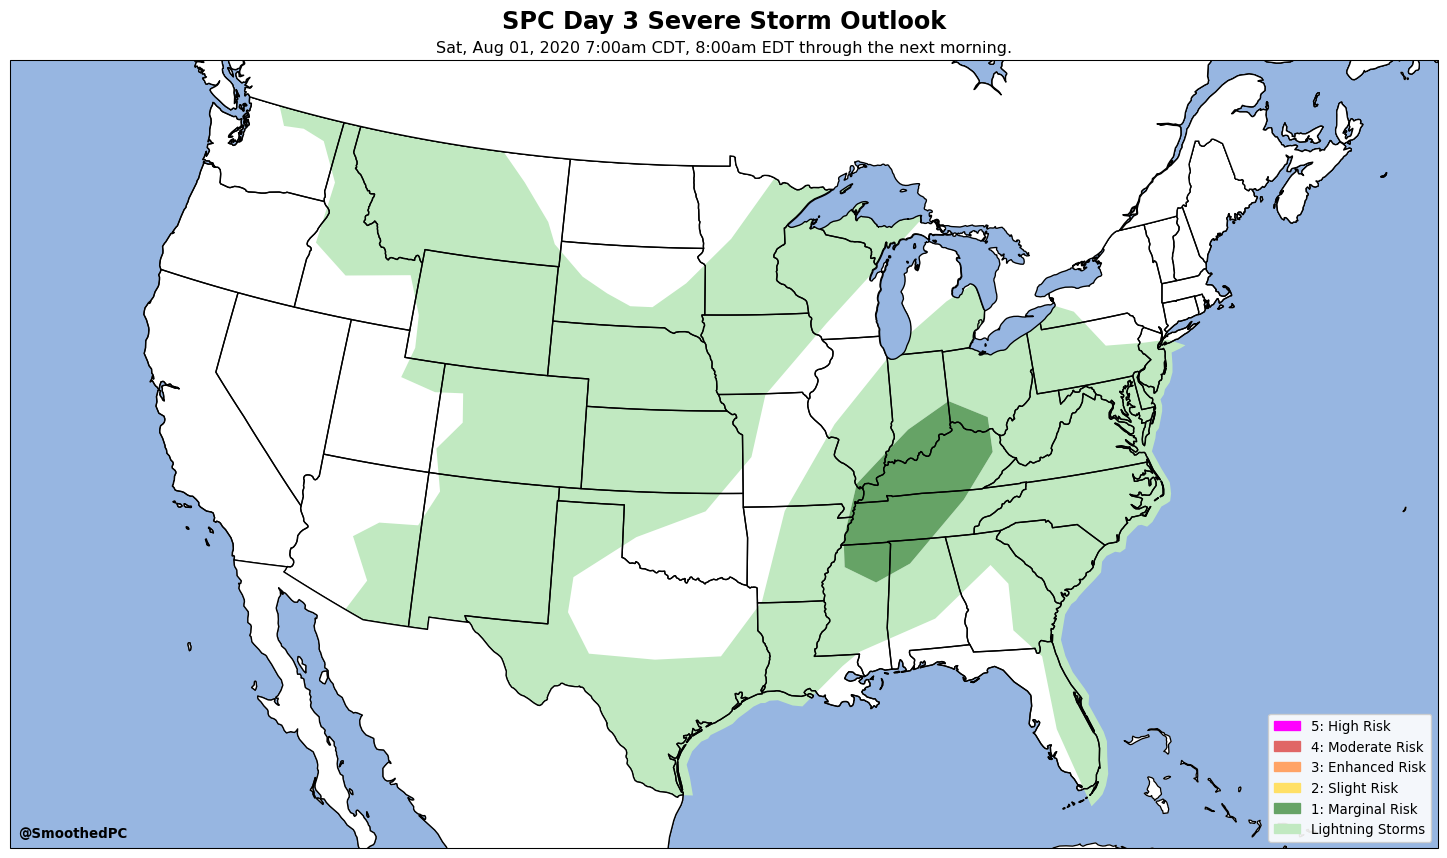 SPC Day 3 Severe Storm Outlook
Sat, Aug 01, 2020 7:00am CDT, 8:00am EDT through the next morning.
5: High Risk
4: Moderate Risk
3: Enhanced Risk
2: Slight Risk
1: Marginal Risk
Lightning Storms
@SmoothedPC